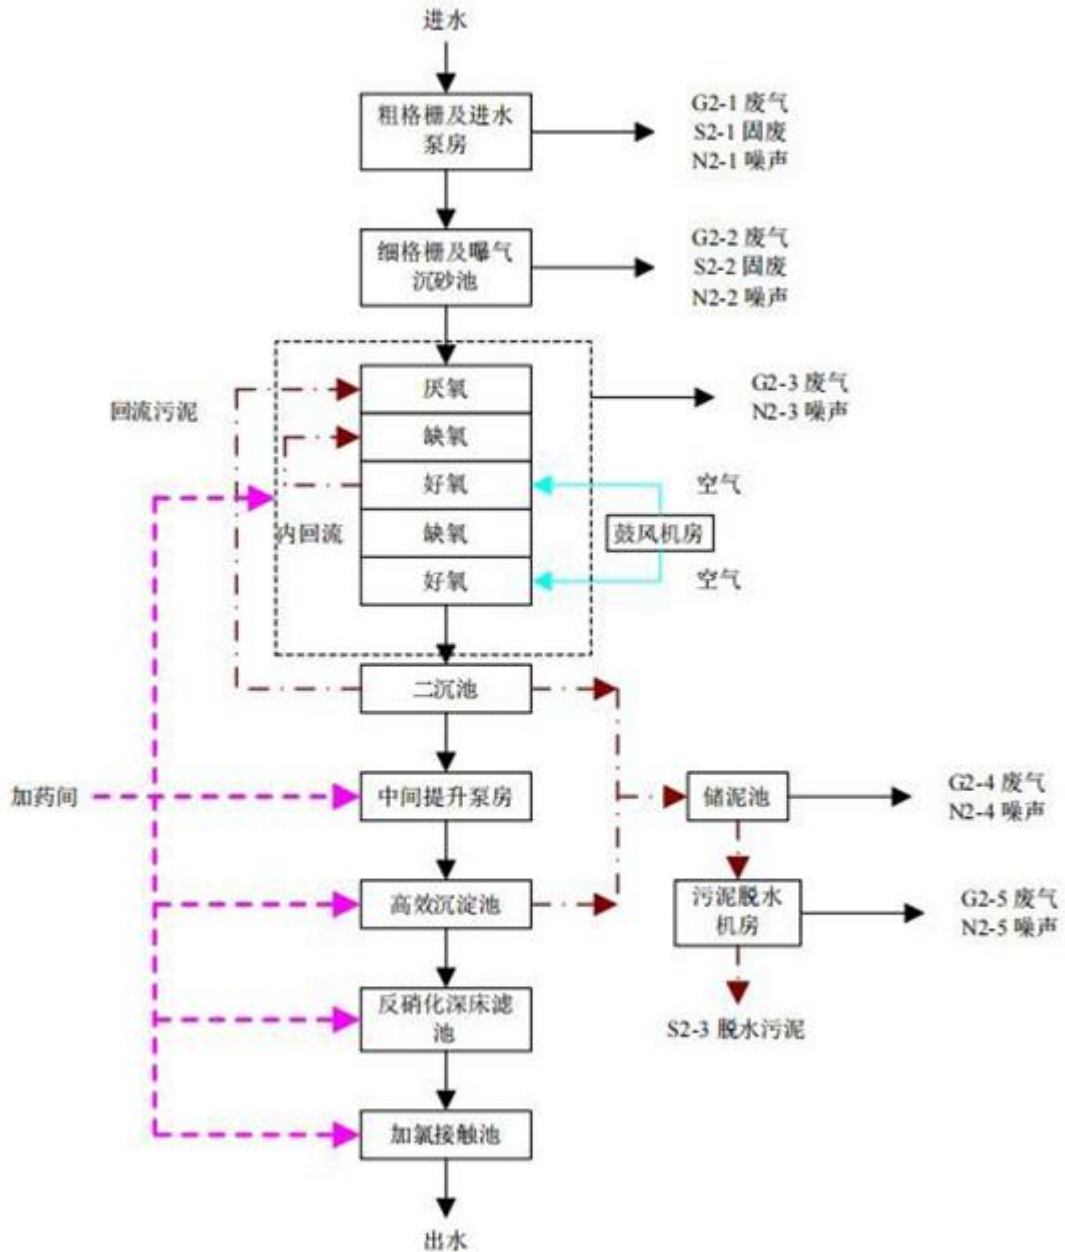 进水
粗格栅及进水
泵房
G2-1 废气
S2-1 固废
N2-1 噪声
细格栅及曝气
沉砂池
G2-2 废气
S2-2 固废
N2-2 噪声
厌氧
G2-3 废气
N2-3 噪声
回流污泥
缺氧
好氧
空气
内回流
缺氧
鼓风机房
好氧
空气
二沉池
加药间
中间提升泵房
储泥池
G2-4 废气
N2-4 噪声
高效沉淀池
污泥脱水
机房
G2-5 废气
N2-5 噪声
反硝化深床滤
池
S2-3 脱水污泥
加氯接触池
出水